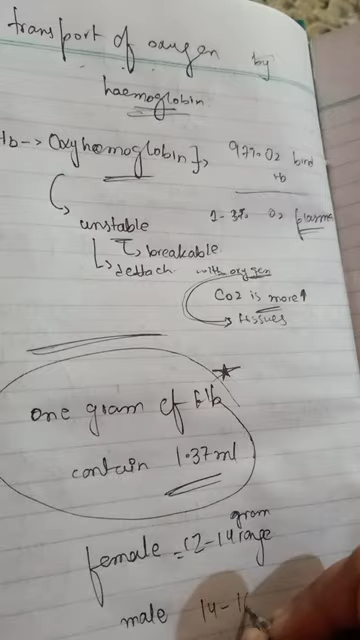 transport of oxygen by
haemoglobin
Hb -> Oxyhaemoglobin } 97% O2 bind
Hb
unstable 1-3% O2 plasma
breakable
dettach with oxygen
CO2 is more ↑
tissues
one gram of Hb
contain 1.37 ml
gram
female = 12-14 range
male 14-1